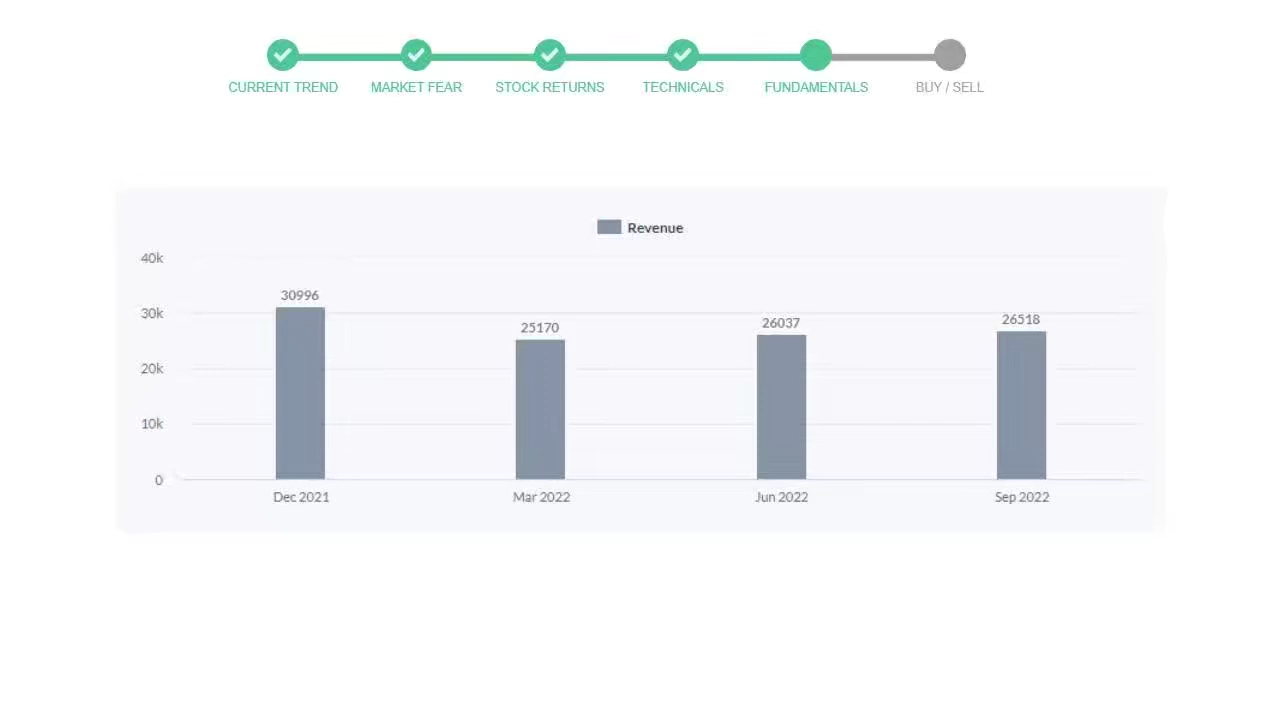 CURRENT TREND MARKET FEAR STOCK RETURNS TECHNICALS FUNDAMENTALS BUY / SELL
Revenue
40k
30996
30k
25170
26037
26518
20k
10k
0
Dec 2021 Mar 2022 Jun 2022 Sep 2022